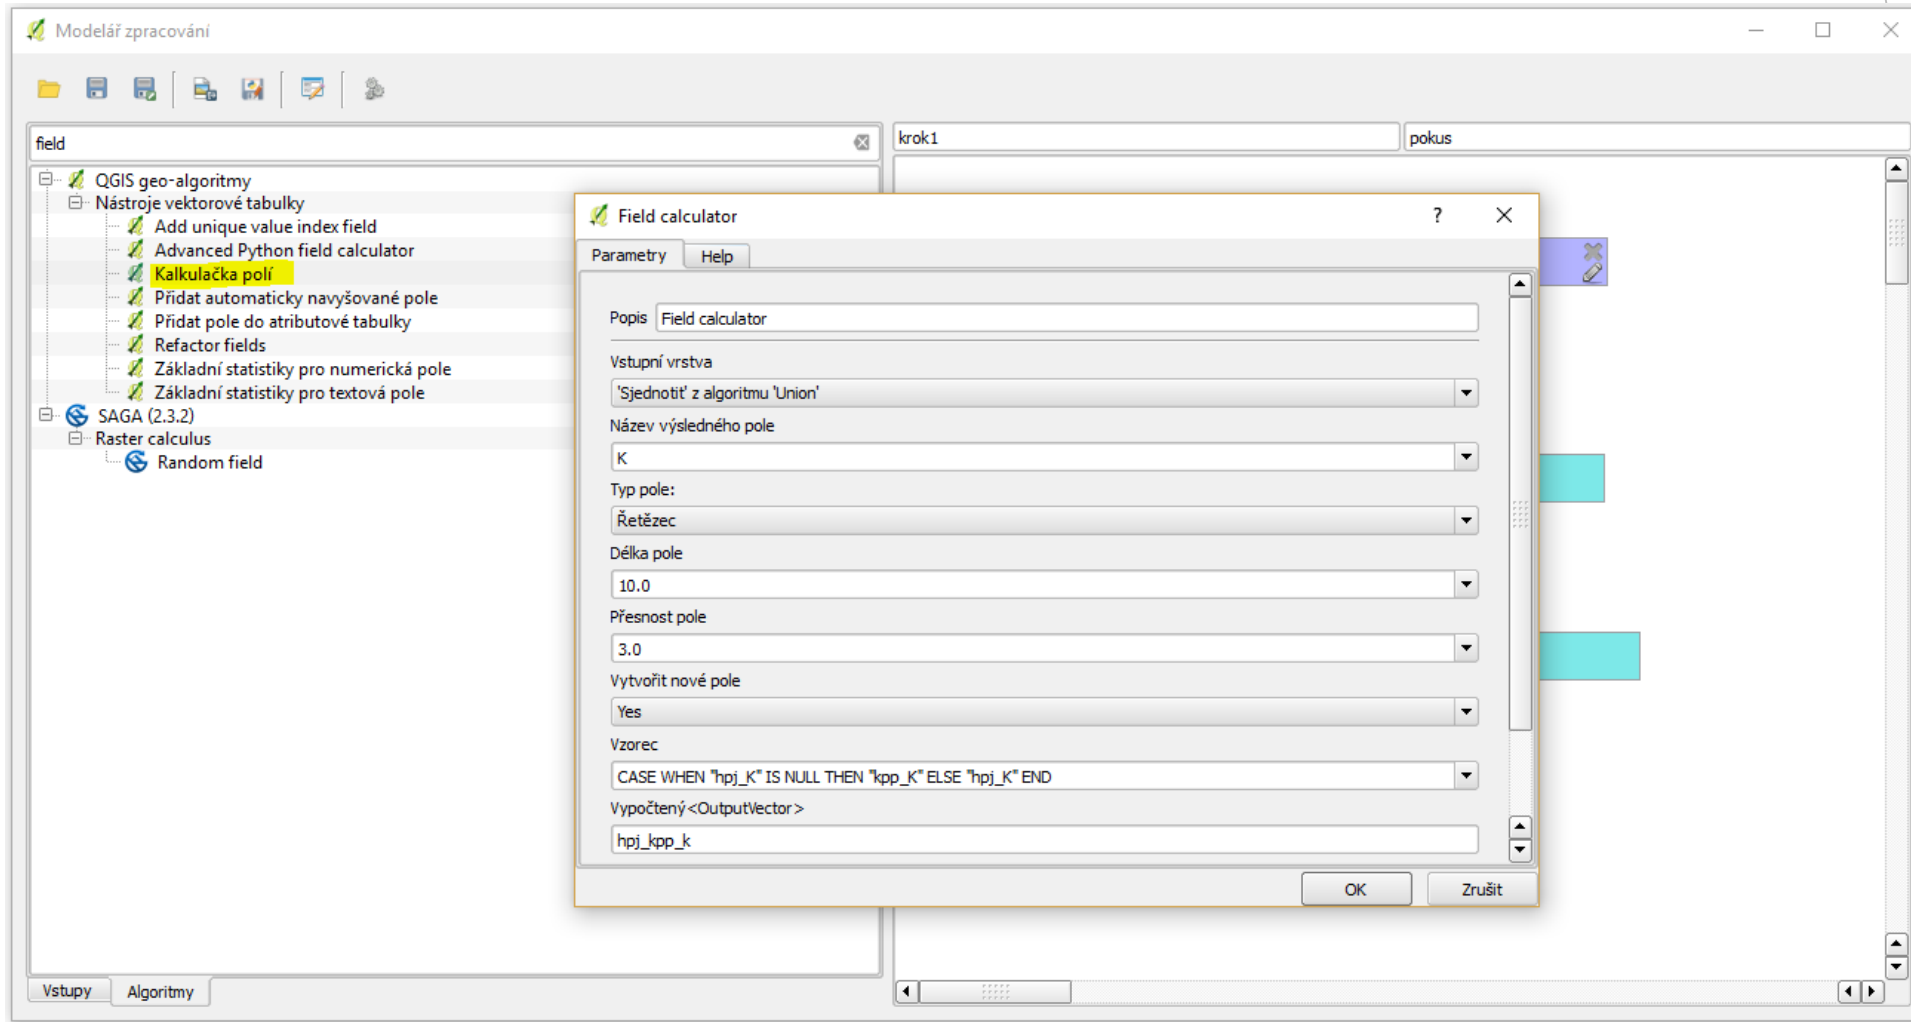 Modelář zpracování
field
krok1
pokus
QGIS geo-algoritmy
Nástroje vektorové tabulky
Add unique value index field
Advanced Python field calculator
Kalkulačka polí
Přidat automaticky navyšované pole
Přidat pole do atributové tabulky
Refactor fields
Základní statistiky pro numerická pole
Základní statistiky pro textová pole
SAGA (2.3.2)
Raster calculus
Random field
Field calculator
?
Parametry
Help
Popis
Field calculator
Vstupní vrstva
'Sjednotit' z algoritmu 'Union'
Název výsledného pole
K
Typ pole:
Řetězec
Délka pole
10.0
Přesnost pole
3.0
Vytvořit nové pole
Yes
Vzorec
CASE WHEN "hpj_K" IS NULL THEN "kpp_K" ELSE "hpj_K" END
Vypočtený<OutputVector>
hpj_kpp_k
OK
Zrušit
Vstupy
Algoritmy